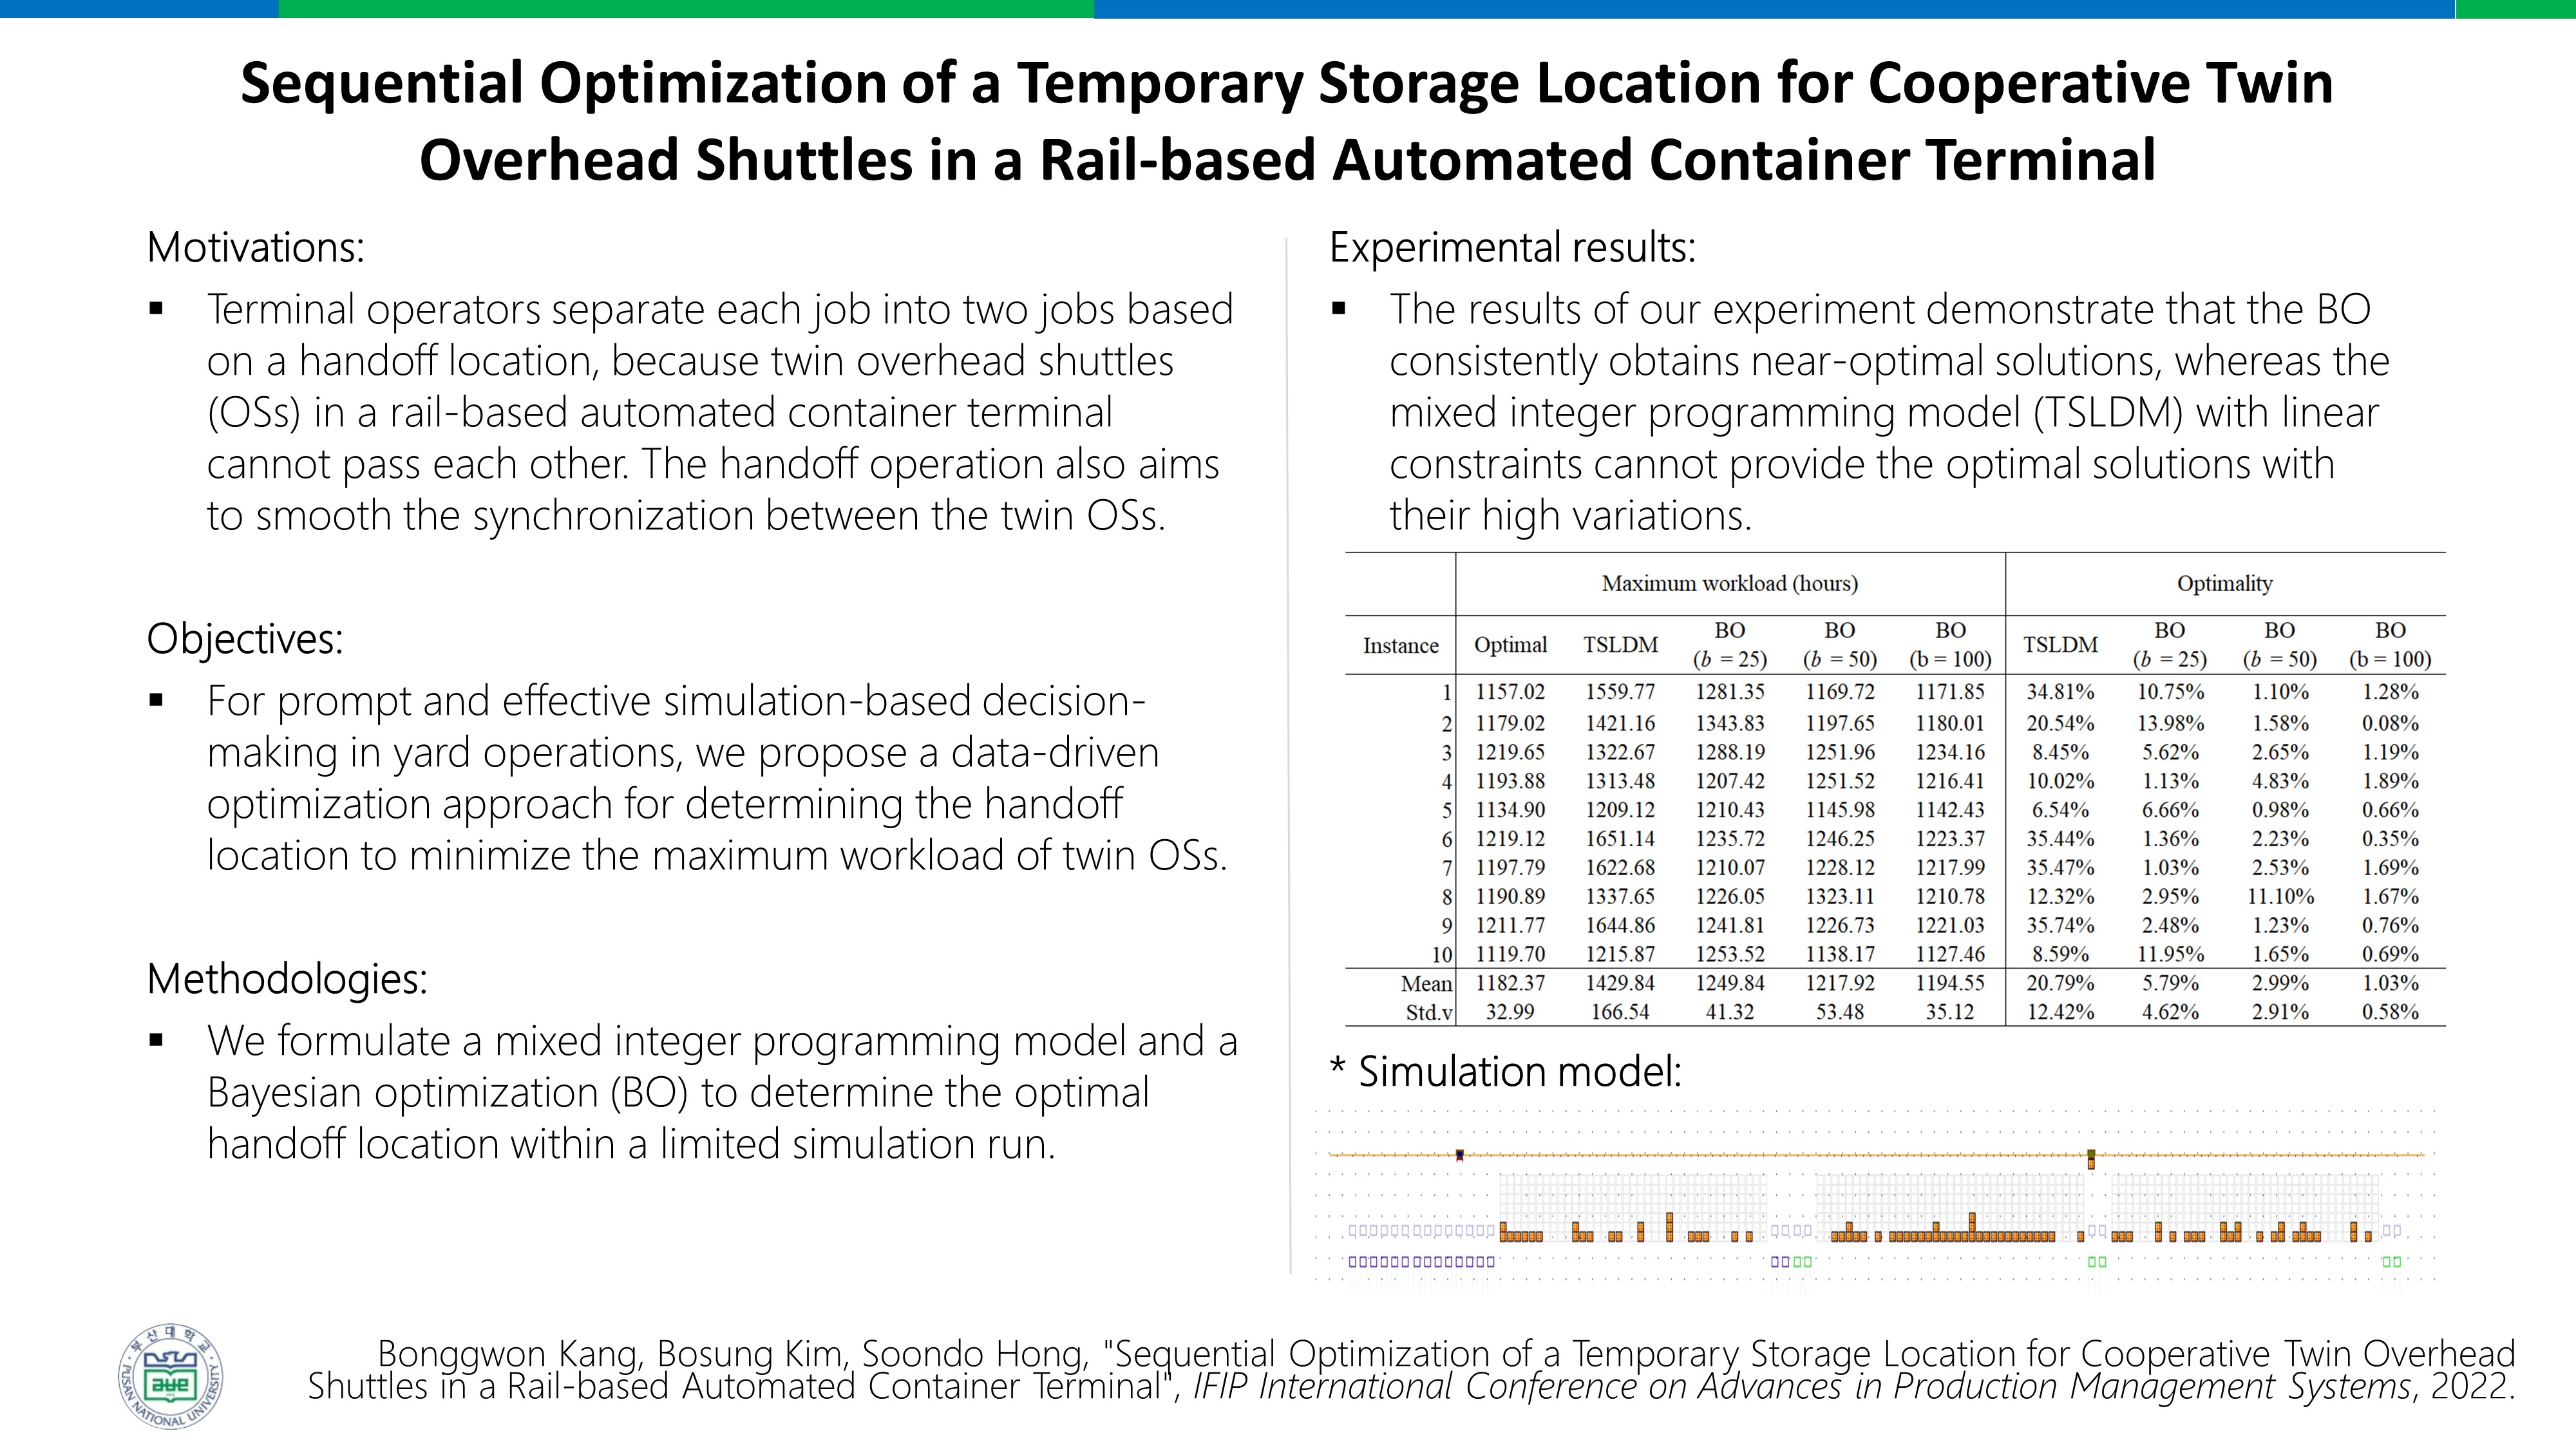 Sequential Optimization of a Temporary Storage Location for Cooperative Twin
Overhead Shuttles in a Rail-based Automated Container Terminal
Motivations:
▪ Terminal operators separate each job into two jobs based
on a handoff location, because twin overhead shuttles
(OSs) in a rail-based automated container terminal
cannot pass each other. The handoff operation also aims
to smooth the synchronization between the twin OSs.
Objectives:
▪ For prompt and effective simulation-based decision-
making in yard operations, we propose a data-driven
optimization approach for determining the handoff
location to minimize the maximum workload of twin OSs.
Methodologies:
▪ We formulate a mixed integer programming model and a
Bayesian optimization (BO) to determine the optimal
handoff location within a limited simulation run.
Experimental results:
▪ The results of our experiment demonstrate that the BO
consistently obtains near-optimal solutions, whereas the
mixed integer programming model (TSLDM) with linear
constraints cannot provide the optimal solutions with
their high variations.
Maximum workload (hours) Optimality
Instance Optimal TSLDM BO (b = 25) BO (b = 50) BO (b = 100) TSLDM BO (b = 25) BO (b = 50) BO (b = 100)
1 1157.02 1559.77 1281.35 1169.72 1171.85 34.81% 10.75% 1.10% 1.28%
2 1179.02 1421.16 1343.83 1197.65 1180.01 20.54% 13.98% 1.58% 0.08%
3 1219.65 1322.67 1288.19 1251.96 1234.16 8.45% 5.62% 2.65% 1.19%
4 1193.88 1313.48 1207.42 1251.52 1216.41 10.02% 1.13% 4.83% 1.89%
5 1134.90 1209.12 1210.43 1145.98 1142.43 6.54% 6.66% 0.98% 0.66%
6 1219.12 1651.14 1235.72 1246.25 1223.37 35.44% 1.36% 2.23% 0.35%
7 1197.79 1622.68 1210.07 1228.12 1217.99 35.47% 1.03% 2.53% 1.69%
8 1190.89 1337.65 1226.05 1323.11 1210.78 12.32% 2.95% 11.10% 1.67%
9 1211.77 1644.86 1241.81 1226.73 1221.03 35.74% 2.48% 1.23% 0.76%
10 1119.70 1215.87 1253.52 1138.17 1127.46 8.59% 11.95% 1.65% 0.69%
Mean 1182.37 1429.84 1249.84 1217.92 1194.55 20.79% 5.79% 2.99% 1.03%
Std.v 32.99 166.54 41.32 53.48 35.12 12.42% 4.62% 2.91% 0.58%
* Simulation model:
부산대학교
PUSAN NATIONAL UNIVERSITY
Bonggwon Kang, Bosung Kim, Soondo Hong, "Sequential Optimization of a Temporary Storage Location for Cooperative Twin Overhead
Shuttles in a Rail-based Automated Container Terminal", IFIP International Conference on Advances in Production Management Systems, 2022.